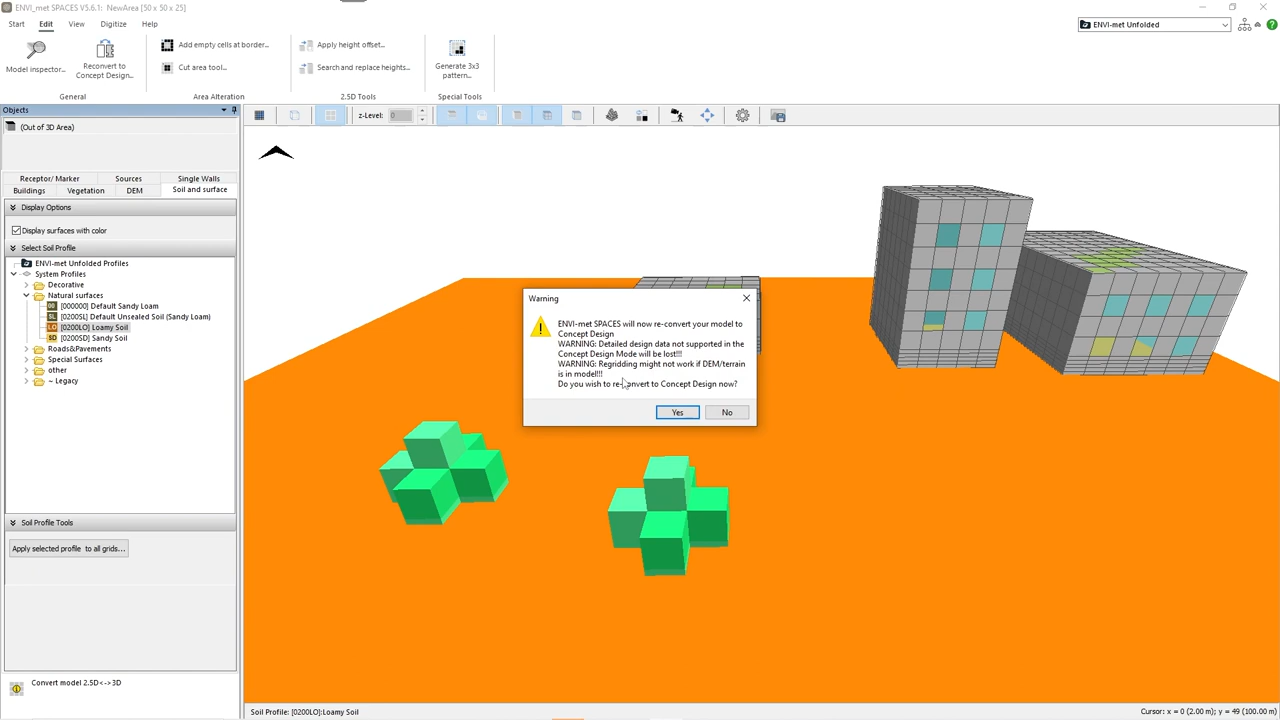 ENVI_met SPACES V5.6.1: NewArea [50 x 50 x 25]
Start
Edit
View
Digitize
Help
ENVI-met Unfolded
Model inspector...
Reconvert to
Concept Design...
General
Add empty cells at border...
Cut area tool...
Area Alteration
Apply height offset...
Search and replace heights...
2.5D Tools
Generate 3x3
pattern...
Special Tools
Objects
(Out of 3D Area)
z-Level:
0
Receptor/ Marker
Sources
Single Walls
Buildings
Vegetation
DEM
Soil and surface
Display Options
Display surfaces with color
Select Soil Profile
ENVI-met Unfolded Profiles
System Profiles
Decorative
Natural surfaces
[000000] Default Sandy Loam
SL [0200SL] Default Unsealed Soil (Sandy Loam)
LO [0200LO] Loamy Soil
SD [0200SD] Sandy Soil
Roads&Pavements
Special Surfaces
other
~ Legacy
Soil Profile Tools
Apply selected profile to all grids...
Convert model 2.5D<->3D
Warning
ENVI-met SPACES will now re-convert your model to
Concept Design
WARNING: Detailed design data not supported in the
Concept Design Mode will be lost!!!
WARNING: Regridding might not work if DEM/terrain
is in model!!!
Do you wish to re-convert to Concept Design now?
Yes
No
Soil Profile: [0200LO]:Loamy Soil
Cursor: x = 0 (2.00 m); y = 49 (100.00 m)